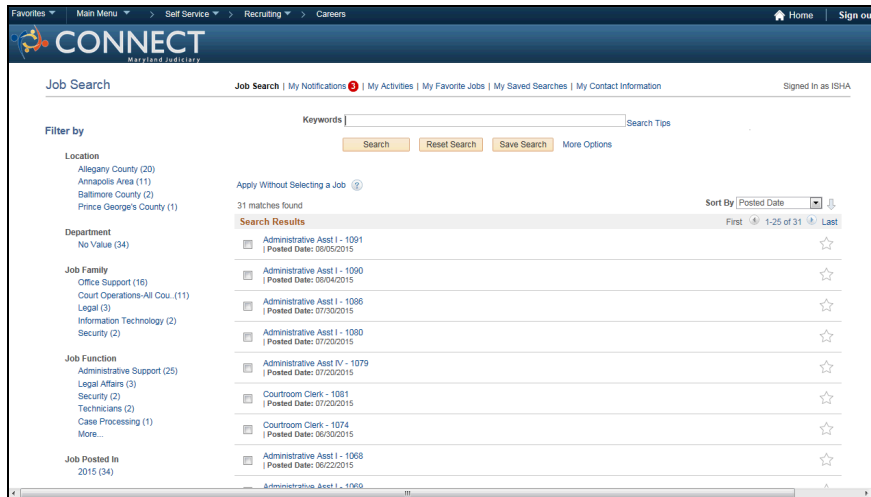 Favorites Main Menu > Self Service > Recruiting > Careers
Home Sign ou
CONNECT
Maryland Judiciary
Job Search
Job Search | My Notifications 3 | My Activities | My Favorite Jobs | My Saved Searches | My Contact Information
Signed In as ISHA
Keywords
Search Tips
Search Reset Search Save Search More Options
Filter by
Location
Allegany County (20)
Annapolis Area (11)
Baltimore County (2)
Prince George's County (1)
Department
No Value (34)
Job Family
Office Support (16)
Court Operations-All Cou..(11)
Legal (3)
Information Technology (2)
Security (2)
Job Function
Administrative Support (25)
Legal Affairs (3)
Security (2)
Technicians (2)
Case Processing (1)
More...
Job Posted In
2015 (34)
Apply Without Selecting a Job ?
31 matches found
Sort By Posted Date
Search Results
First 1-25 of 31 Last
Administrative Asst I - 1091
| Posted Date: 08/05/2015
Administrative Asst I - 1090
| Posted Date: 08/04/2015
Administrative Asst I - 1086
| Posted Date: 07/30/2015
Administrative Asst I - 1080
| Posted Date: 07/20/2015
Administrative Asst IV - 1079
| Posted Date: 07/20/2015
Courtroom Clerk - 1081
| Posted Date: 07/20/2015
Courtroom Clerk - 1074
| Posted Date: 06/30/2015
Administrative Asst I - 1068
| Posted Date: 06/22/2015
Administrative Asst I - 1069